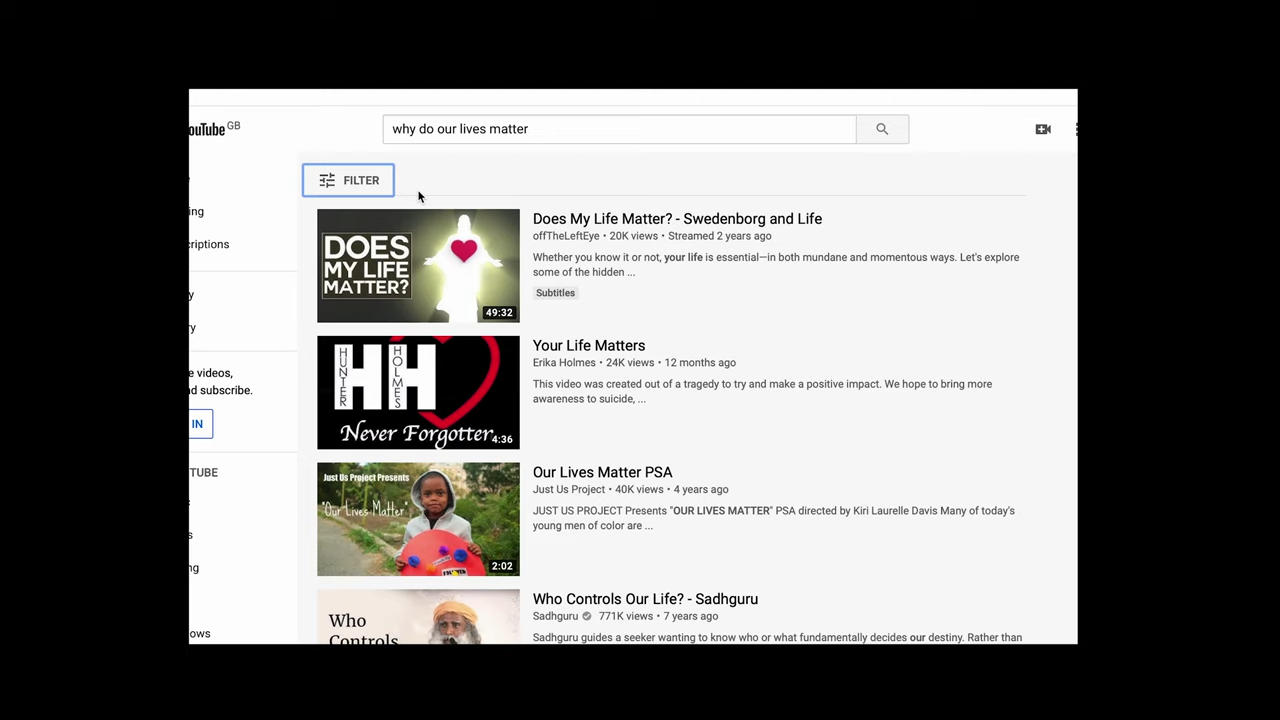 ouTube GB
why do our lives matter
FILTER
ing
criptions
y
ry
e videos,
nd subscribe.
IN
TUBE
s
ng
ows
DOES
MY LIFE
MATTER?
49:32
Does My Life Matter? - Swedenborg and Life
offTheLeftEye • 20K views • Streamed 2 years ago
Whether you know it or not, your life is essential—in both mundane and momentous ways. Let's explore
some of the hidden ...
Subtitles
HUNTER
HOLMES
HH
Never Forgotten
4:36
Your Life Matters
Erika Holmes • 24K views • 12 months ago
This video was created out of a tragedy to try and make a positive impact. We hope to bring more
awareness to suicide, ...
Just Us Project Presents
"Our Lives Matter"
2:02
Our Lives Matter PSA
Just Us Project • 40K views • 4 years ago
JUST US PROJECT Presents "OUR LIVES MATTER" PSA directed by Kiri Laurelle Davis Many of today's
young men of color are ...
Who
Controls
Who Controls Our Life? - Sadhguru
Sadhguru 771K views • 7 years ago
Sadhguru guides a seeker wanting to know who or what fundamentally decides our destiny. Rather than